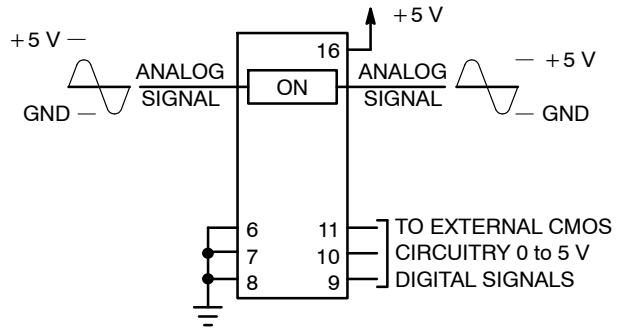 +5 V
+5 V
16
ANALOG SIGNAL
ON
ANALOG SIGNAL
+5 V
GND
GND
6
11
TO EXTERNAL CMOS
7
10
CIRCUITRY 0 to 5 V
8
9
DIGITAL SIGNALS